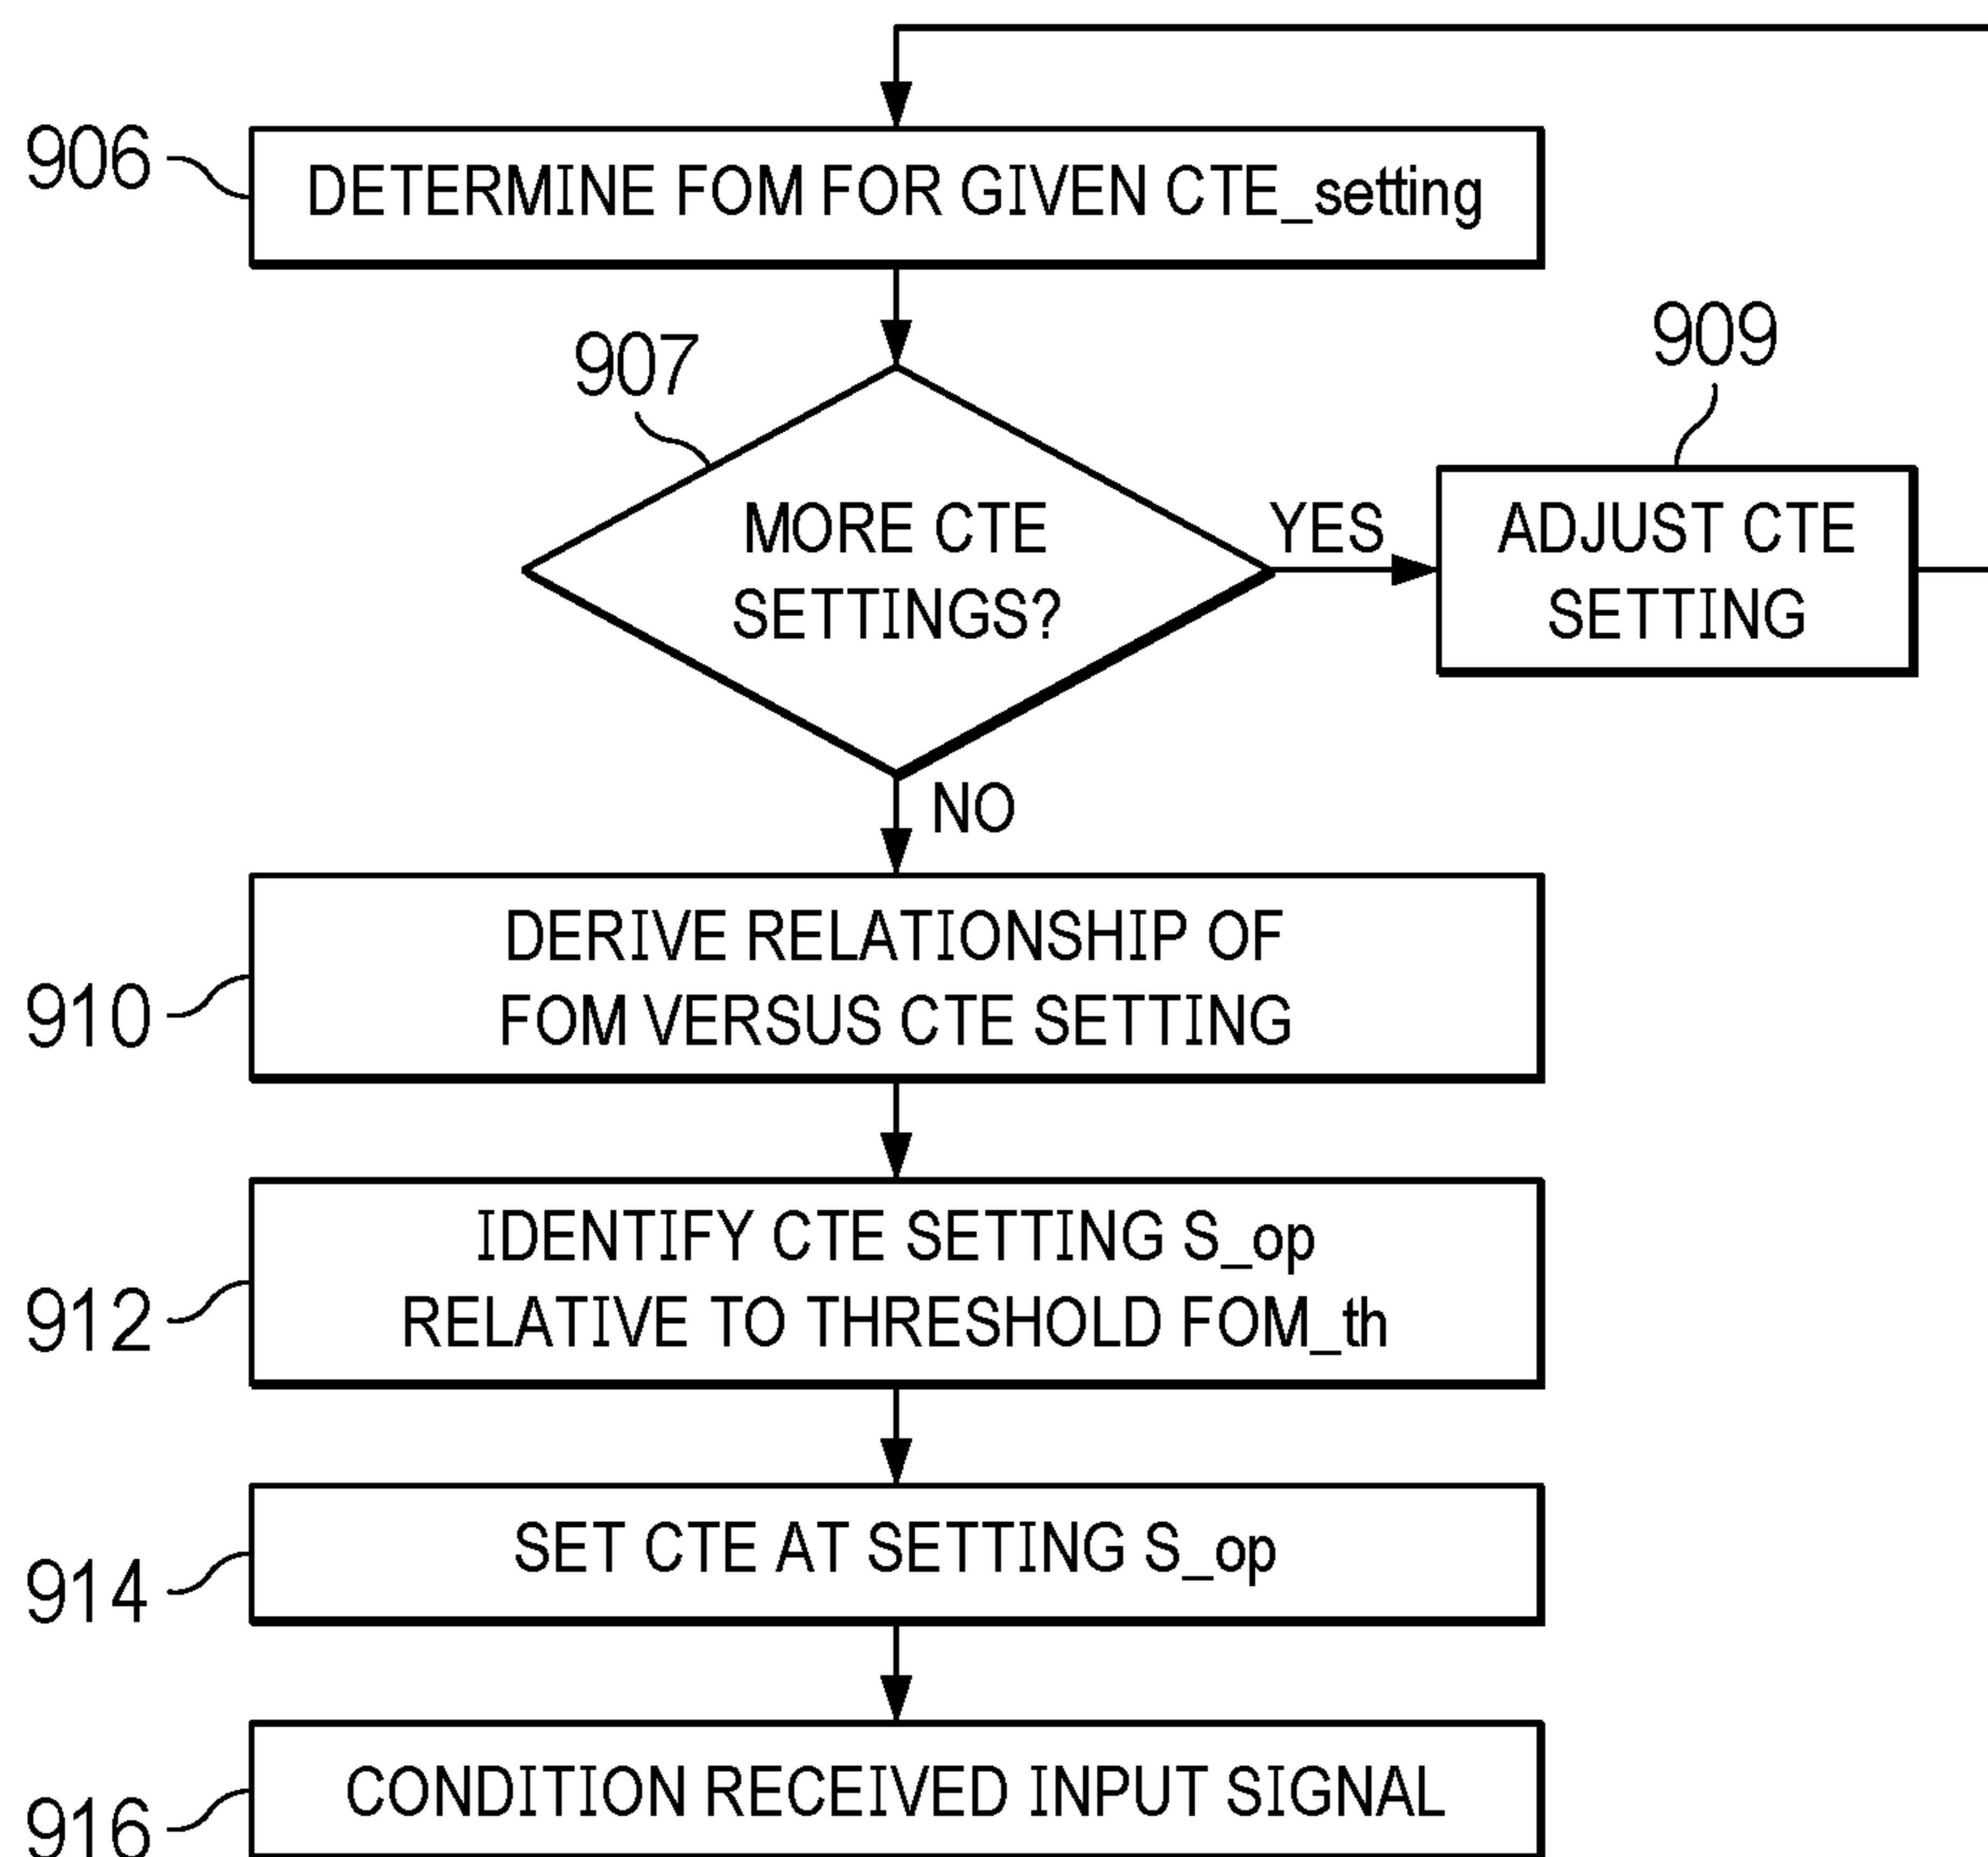 906
DETERMINE FOM FOR GIVEN CTE_setting
907
MORE CTE
SETTINGS?
YES
909
ADJUST CTE
SETTING
NO
910
DERIVE RELATIONSHIP OF
FOM VERSUS CTE SETTING
912
IDENTIFY CTE SETTING S_op
RELATIVE TO THRESHOLD FOM_th
914
SET CTE AT SETTING S_op
916
CONDITION RECEIVED INPUT SIGNAL